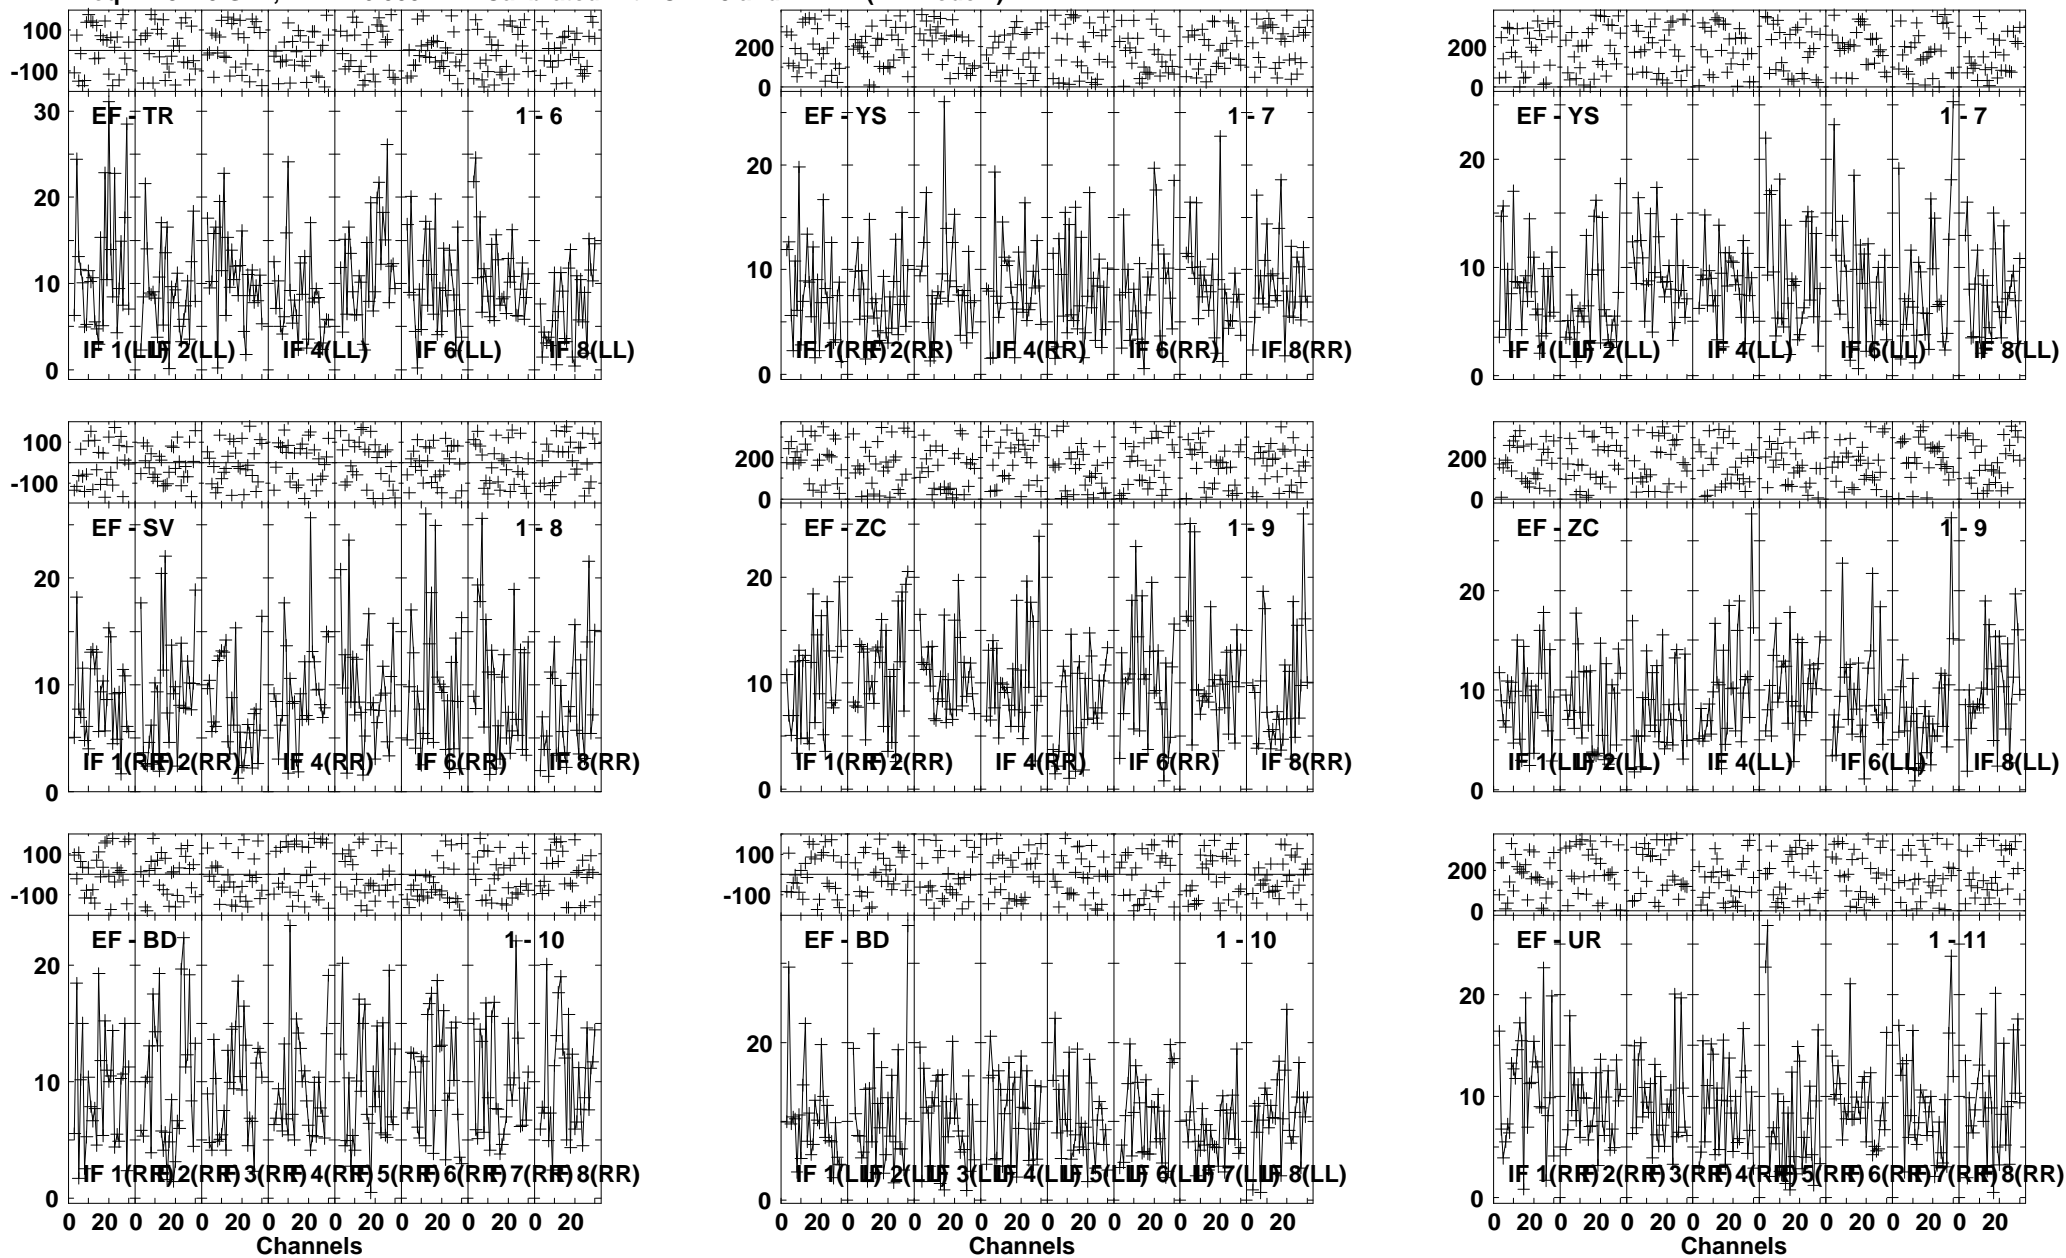 100
-100
30
20
10
0
EF - TR
1 - 6
IF 1(LL)
IF 2(LL)
IF 4(LL)
IF 6(LL)
IF 8(LL)
200
0
20
10
0
EF - YS
1 - 7
IF 1(RR)
IF 2(RR)
IF 4(RR)
IF 6(RR)
IF 8(RR)
200
0
20
10
0
EF - YS
1 - 7
IF 1(LL)
IF 2(LL)
IF 4(LL)
IF 6(LL)
IF 8(LL)
100
-100
20
10
0
EF - SV
1 - 8
IF 1(RR)
IF 2(RR)
IF 4(RR)
IF 6(RR)
IF 8(RR)
200
0
20
10
0
EF - ZC
1 - 9
IF 1(RR)
IF 2(RR)
IF 4(RR)
IF 6(RR)
IF 8(RR)
200
0
20
10
0
EF - ZC
1 - 9
IF 1(LL)
IF 2(LL)
IF 4(LL)
IF 6(LL)
IF 8(LL)
100
-100
20
10
0
EF - BD
1 - 10
IF 1(RR)
IF 2(RR)
IF 3(RR)
IF 4(RR)
IF 5(RR)
IF 6(RR)
IF 7(RR)
IF 8(RR)
0 20 0 20 0 20 0 20 0 20 0 20 0 20 0 20
Channels
100
-100
20
0
EF - BD
1 - 10
IF 1(LL)
IF 2(LL)
IF 3(LL)
IF 4(LL)
IF 5(LL)
IF 6(LL)
IF 7(LL)
IF 8(LL)
0 20 0 20 0 20 0 20 0 20 0 20 0 20 0 20
Channels
200
0
20
10
0
EF - UR
1 - 11
IF 1(RR)
IF 2(RR)
IF 3(RR)
IF 4(RR)
IF 5(RR)
IF 6(RR)
IF 7(RR)
IF 8(RR)
0 20 0 20 0 20 0 20 0 20 0 20 0 20 0 20
Channels